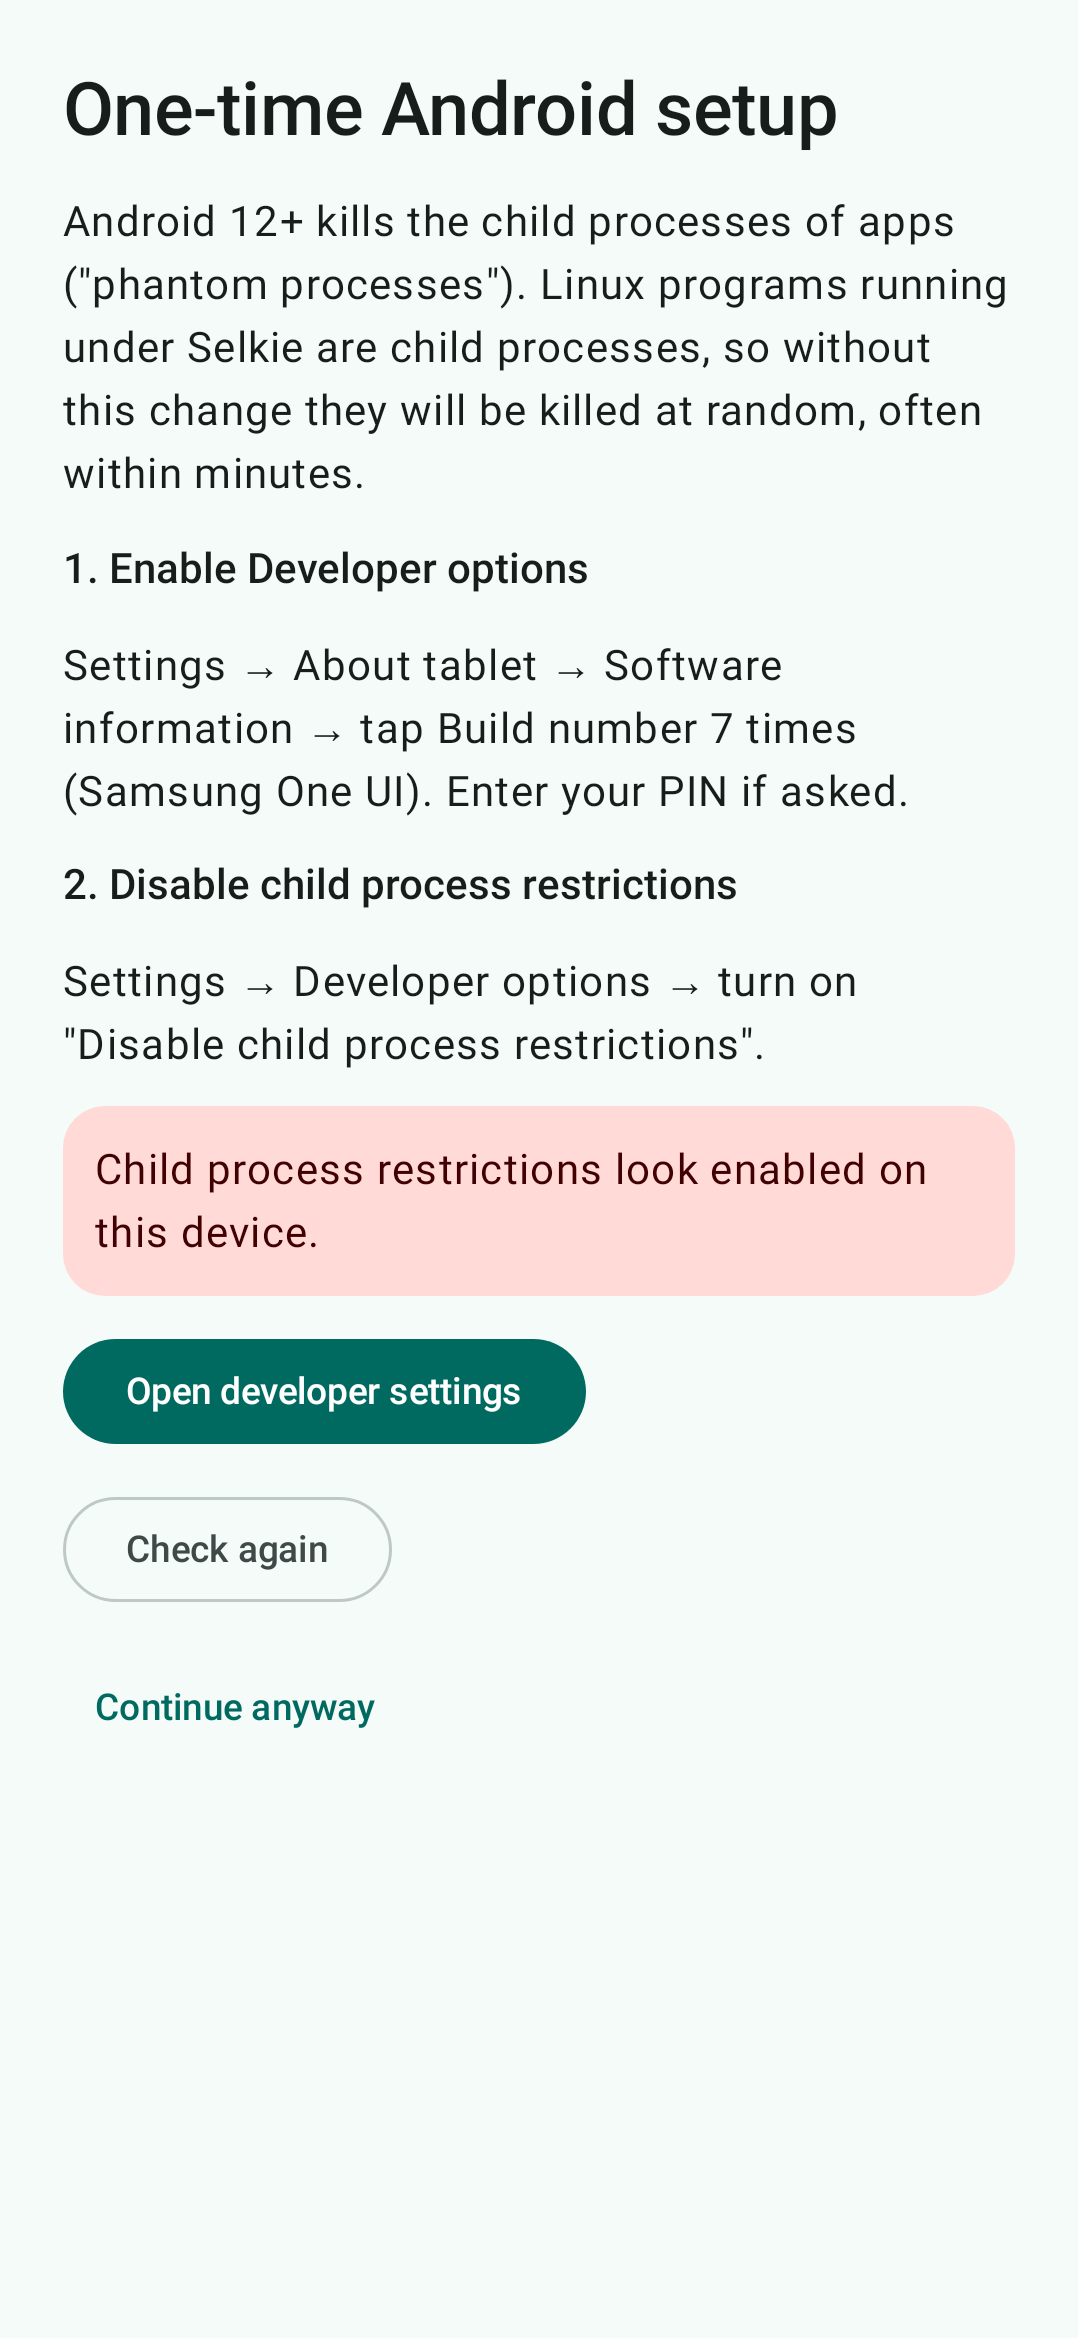 One-time Android setup
Android 12+ kills the child processes of apps
("phantom processes"). Linux programs running
under Selkie are child processes, so without
this change they will be killed at random, often
within minutes.
1. Enable Developer options
Settings → About tablet → Software
information → tap Build number 7 times
(Samsung One UI). Enter your PIN if asked.
2. Disable child process restrictions
Settings → Developer options → turn on
"Disable child process restrictions".
Child process restrictions look enabled on
this device.
Open developer settings
Check again
Continue anyway